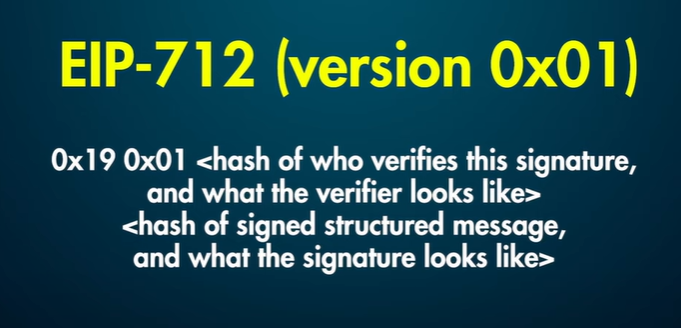 EIP-712 (version 0x01)
0x19 0x01 <hash of who verifies this signature,
and what the verifier looks like>
<hash of signed structured message,
and what the signature looks like>